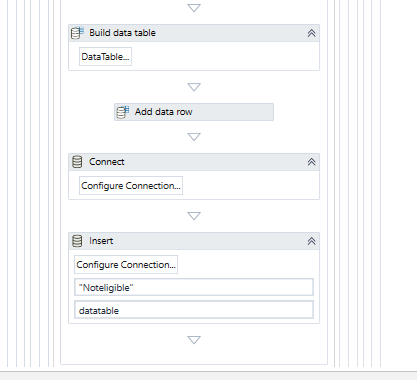 Build data table
DataTable...
Add data row
Connect
Configure Connection...
Insert
Configure Connection...
"Noteligible"
datatable